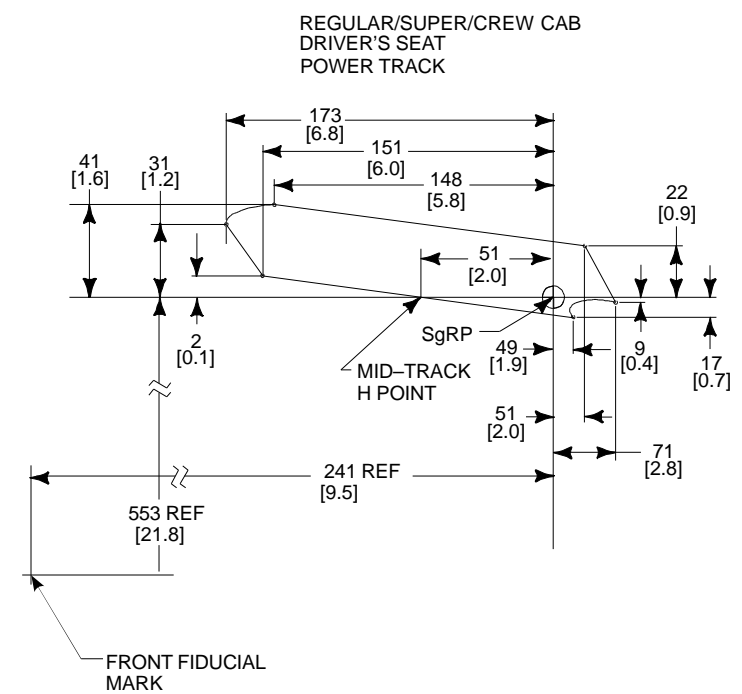 REGULAR/SUPER/CREW CAB
DRIVER'S SEAT
POWER TRACK
173
[6.8]
151
[6.0]
148
[5.8]
41
[1.6]
31
[1.2]
22
[0.9]
51
[2.0]
SgRP
2
[0.1]
49
[1.9]
9
[0.4]
17
[0.7]
MID–TRACK
H POINT
51
[2.0]
71
[2.8]
241 REF
[9.5]
553 REF
[21.8]
FRONT FIDUCIAL
MARK